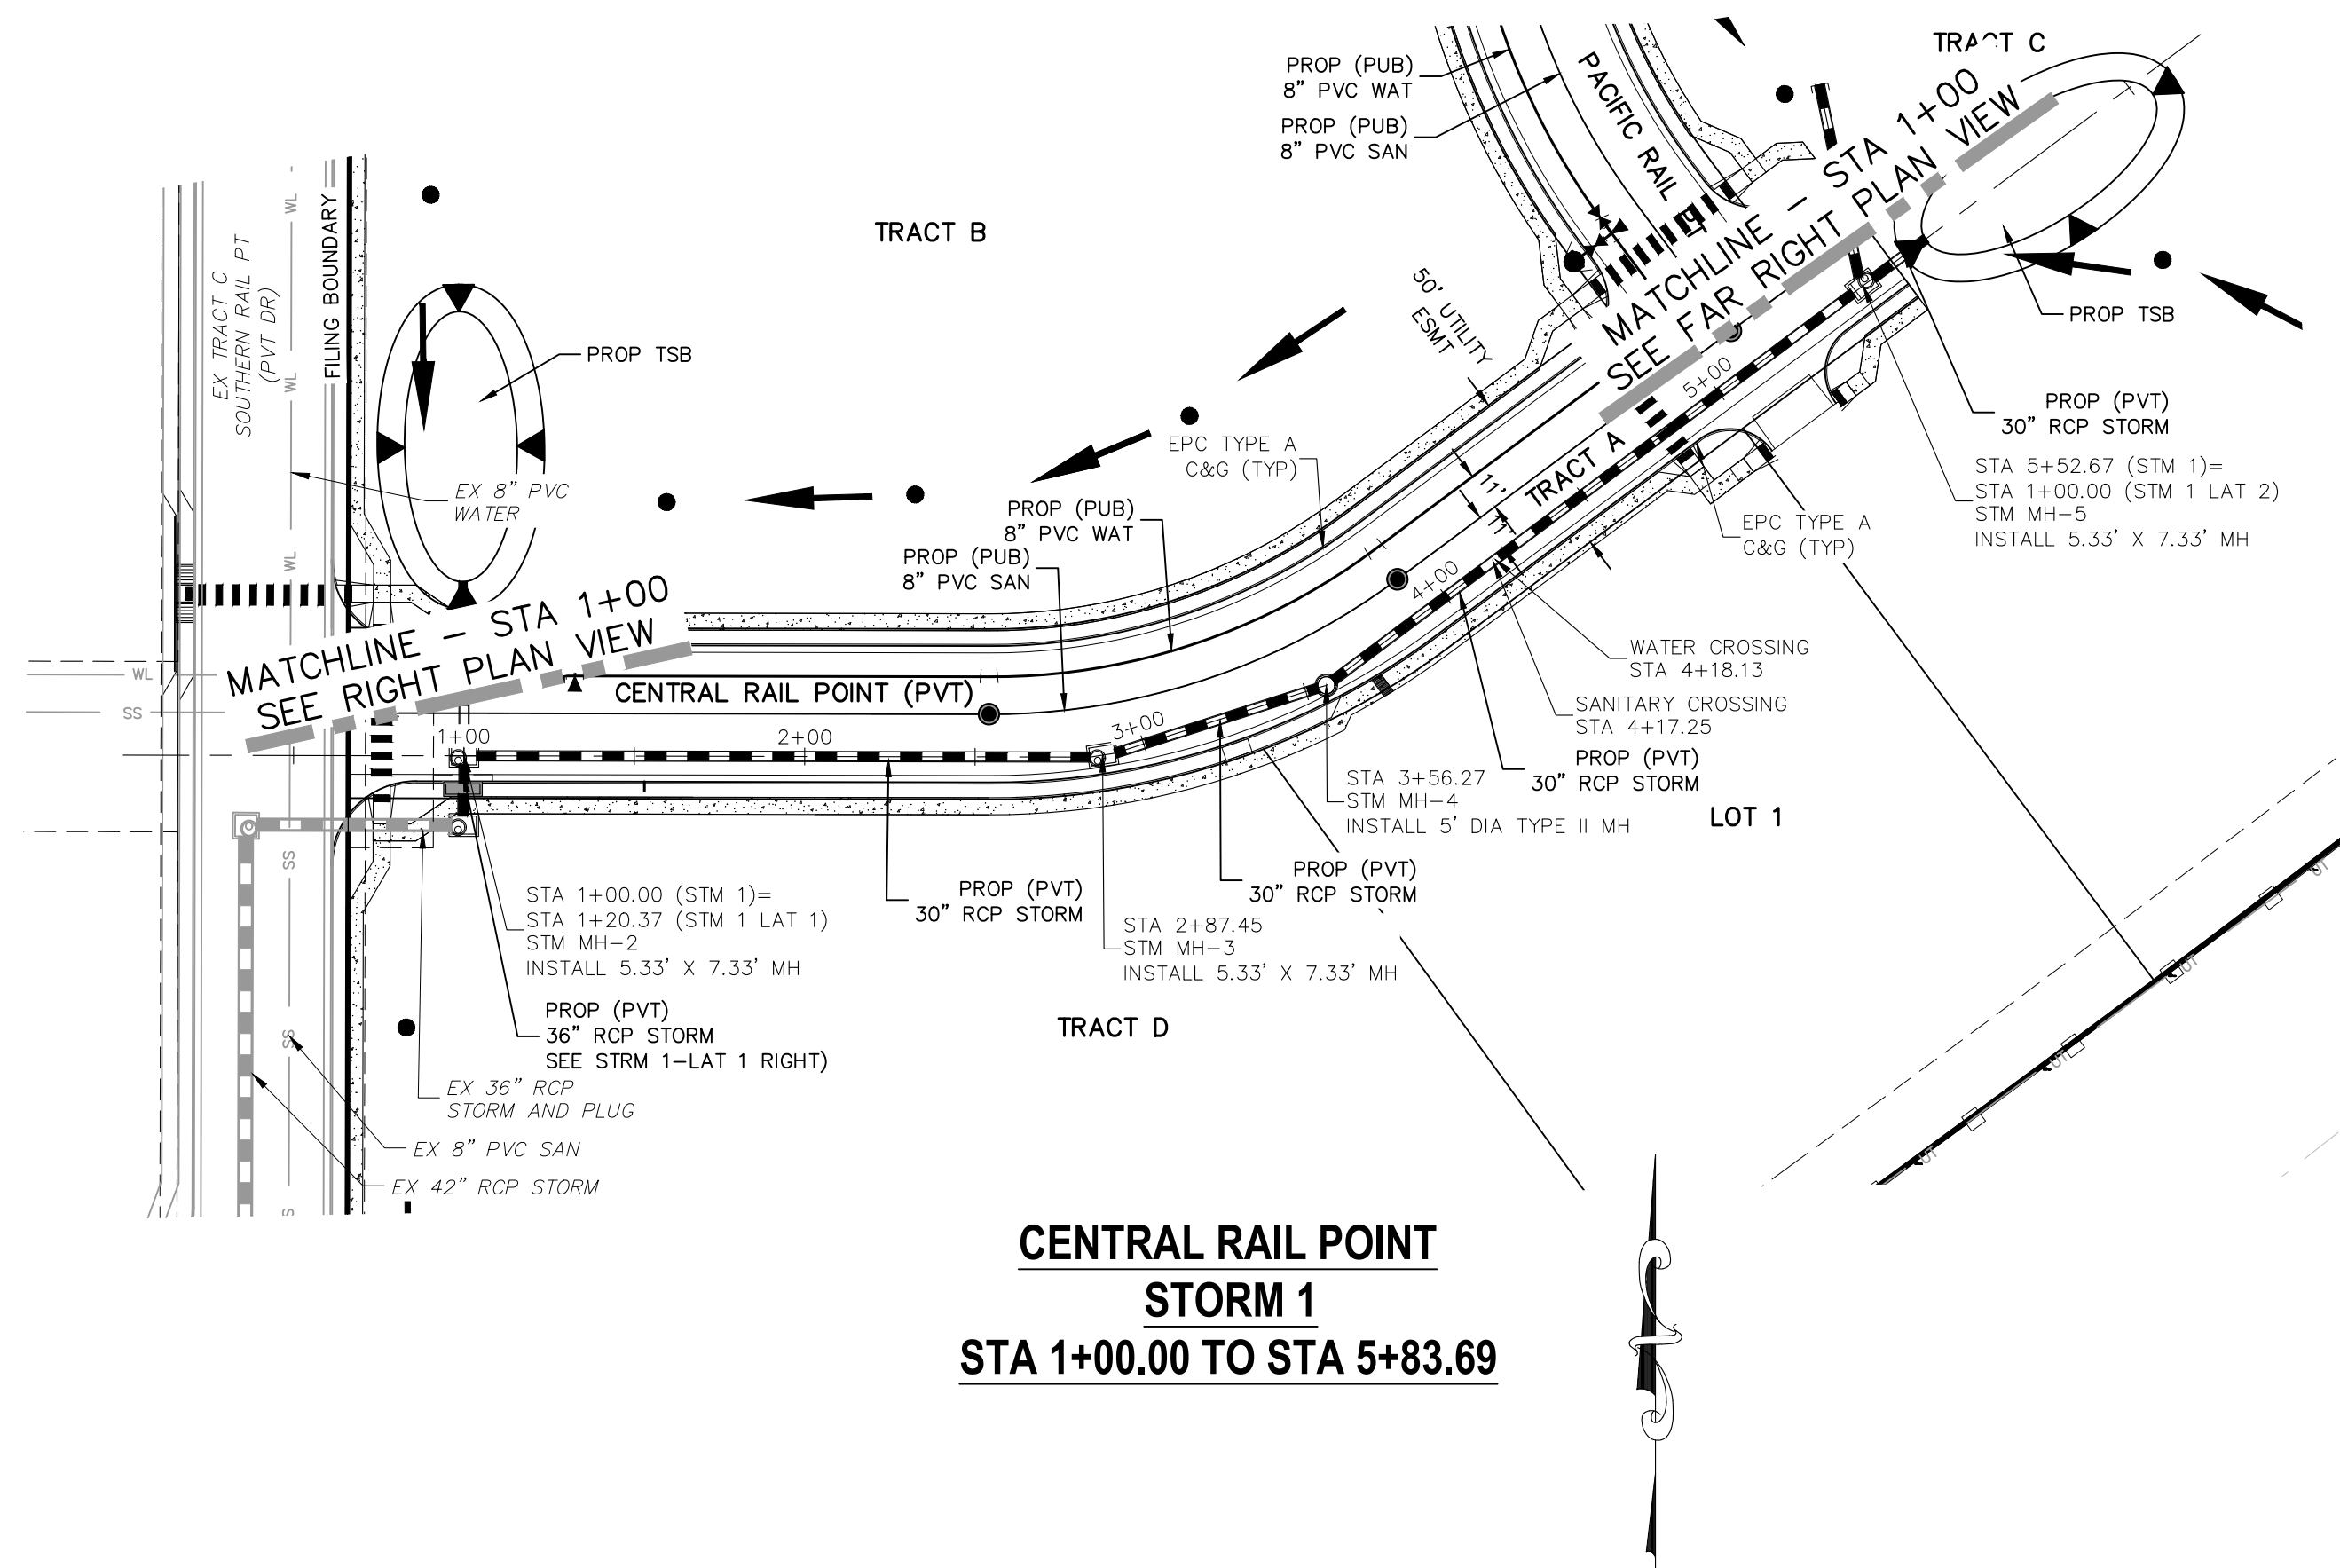 TRACT C
PROP (PUB)
8" PVC WAT
PROP (PUB)
8" PVC SAN
PACIFIC RAIL
MATCHLINE – STA 1+00
SEE FAR RIGHT PLAN VIEW
TRACT B
EX TRACT C
SOUTHERN RAIL PT
(PVT DR)
FILING BOUNDARY
WL
WL
WL
WL
PROP TSB
PROP TSB
50' UTILITY
ESMT
5+00
PROP (PVT)
30" RCP STORM
EPC TYPE A
C&G (TYP)
EX 8" PVC
WATER
TRACT A
11'
11'
STA 5+52.67 (STM 1)=
STA 1+00.00 (STM 1 LAT 2)
STM MH–5
INSTALL 5.33' X 7.33' MH
PROP (PUB)
8" PVC WAT
PROP (PUB)
8" PVC SAN
EPC TYPE A
C&G (TYP)
4+00
MATCHLINE – STA 1+00
SEE RIGHT PLAN VIEW
WATER CROSSING
STA 4+18.13
SANITARY CROSSING
STA 4+17.25
CENTRAL RAIL POINT (PVT)
SS
1+00
2+00
3+00
PROP (PVT)
30" RCP STORM
STA 3+56.27
STM MH–4
INSTALL 5' DIA TYPE II MH
LOT 1
PROP (PVT)
30" RCP STORM
PROP (PVT)
30" RCP STORM
STA 1+00.00 (STM 1)=
STA 1+20.37 (STM 1 LAT 1)
STM MH–2
INSTALL 5.33' X 7.33' MH
STA 2+87.45
STM MH–3
INSTALL 5.33' X 7.33' MH
SS
SS
PROP (PVT)
36" RCP STORM
SEE STRM 1–LAT 1 RIGHT)
TRACT D
EX 36" RCP
STORM AND PLUG
EX 8" PVC SAN
EX 42" RCP STORM
UT
UT
UT
CENTRAL RAIL POINT
STORM 1
STA 1+00.00 TO STA 5+83.69